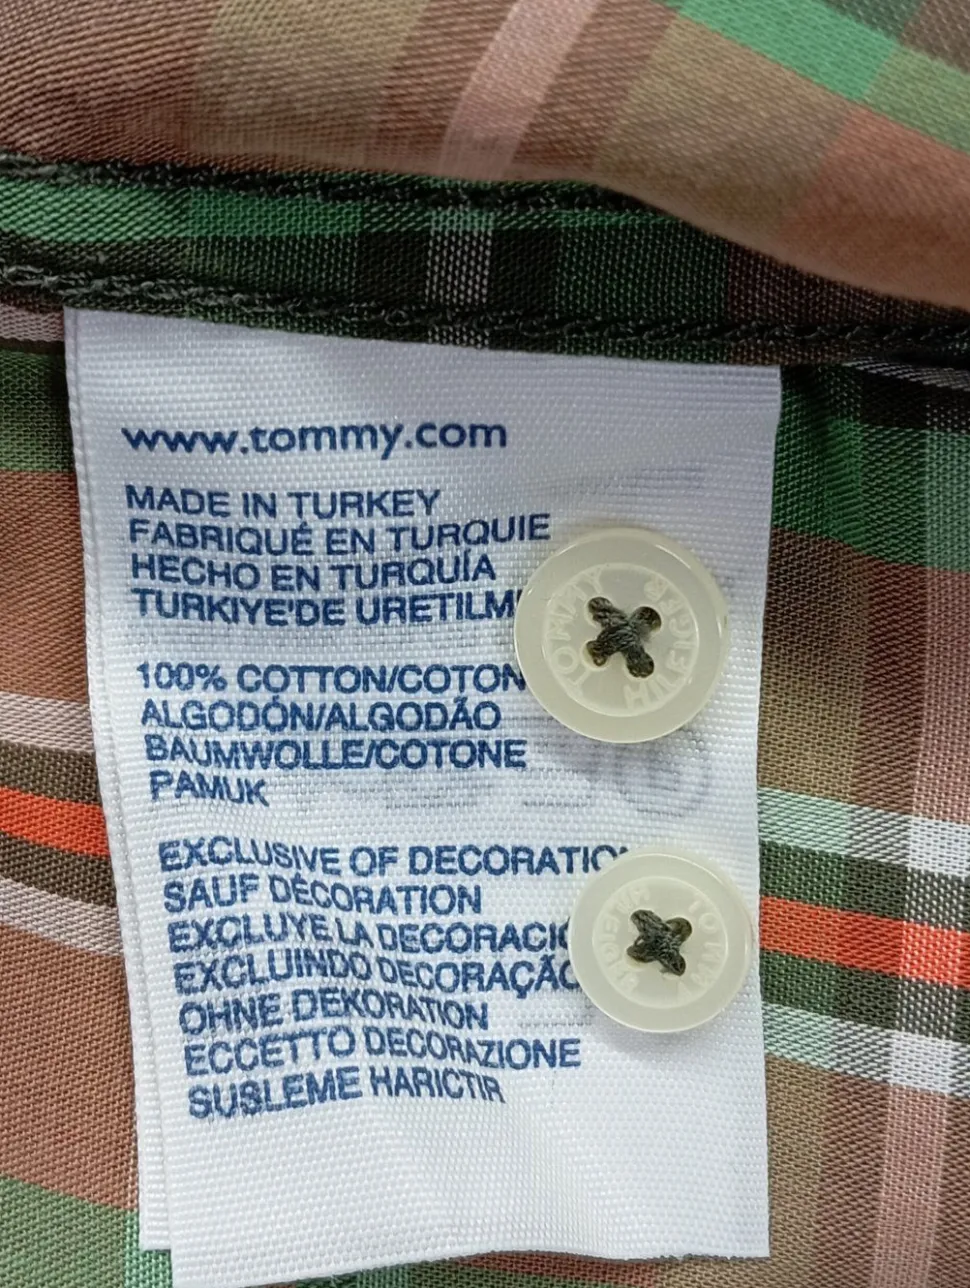 www.tommy.com
MADE IN TURKEY
FABRIQUÉ EN TURQUIE
HECHO EN TURQUÍA
TURKIYE'DE URETILM
100% COTTON/COTON
ALGODÓN/ALGODÃO
BAUMWOLLE/COTONE
PAMUK
EXCLUSIVE OF DECORATION
SAUF DÉCORATION
EXCLUYE LA DECORACIÓ
EXCLUINDO DECORAÇÃO
OHNE DEKORATION
ECCETTO DECORAZIONE
SUSLEME HARICTIR
TOMMY HILFIGER
TOMMY HILFIGER